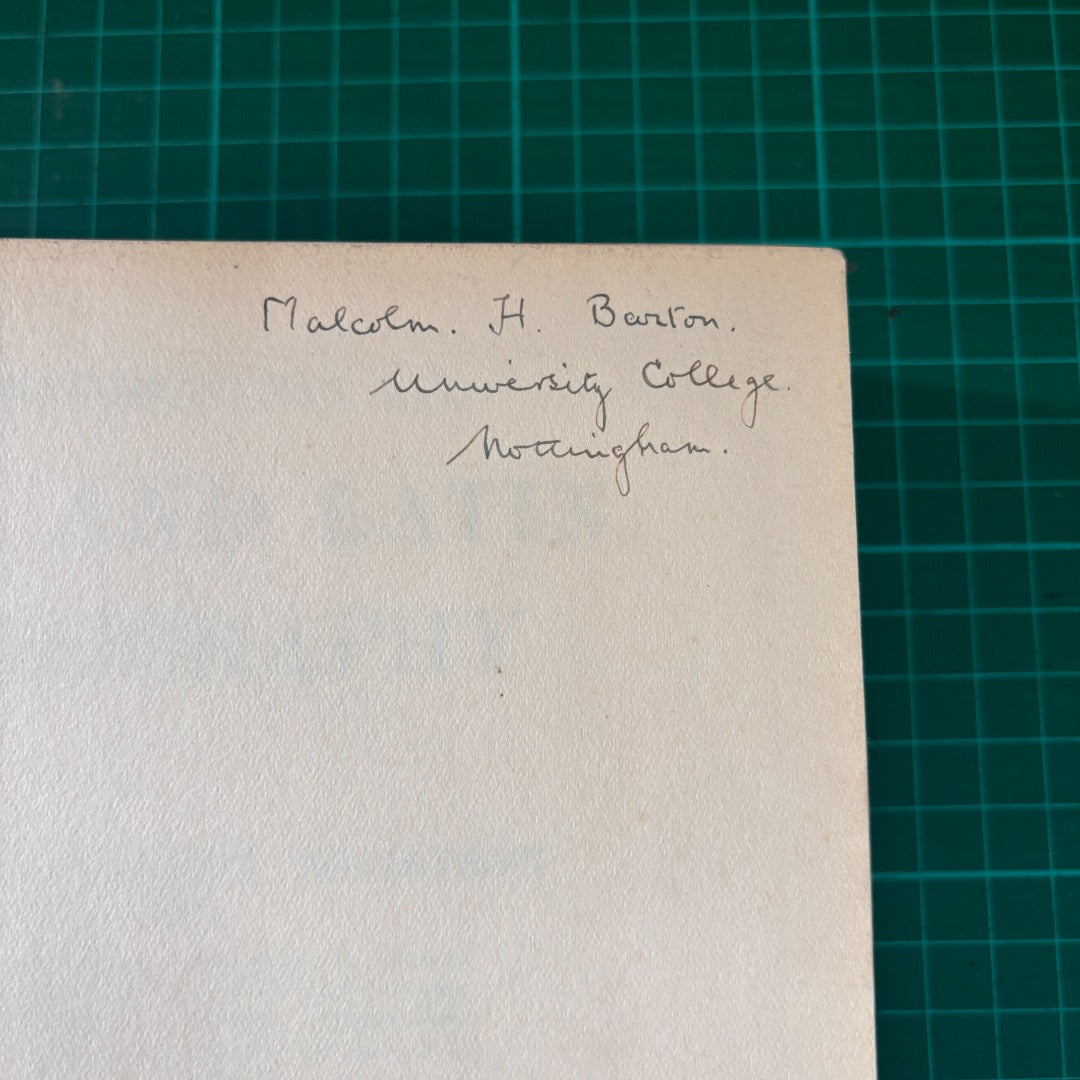 Malcolm. H. Barton.
University College.
Nottingham.